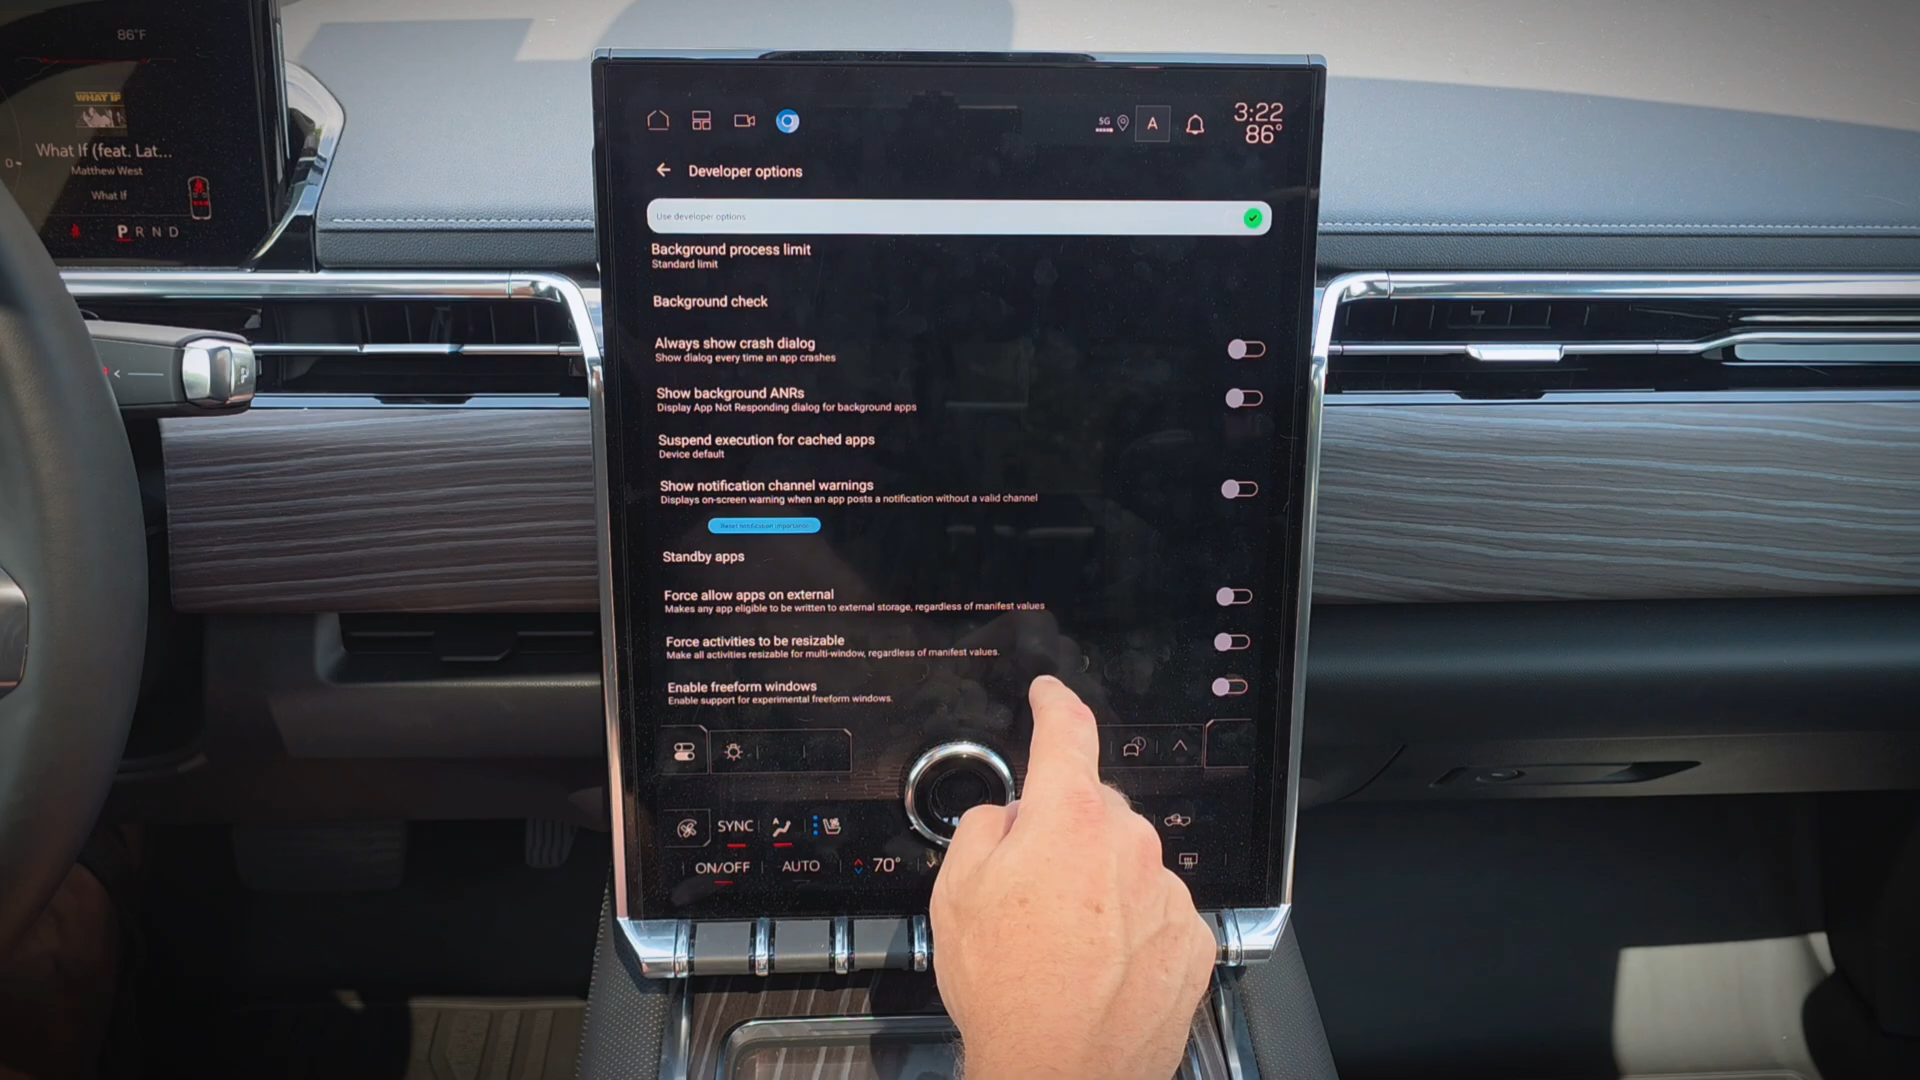 86°F
WHAT IF
What If (feat. Lat...
Matthew West
What If
0
P R N D
5G
A
3:22
86°
Developer options
Use developer options
Background process limit
Standard limit
Background check
Always show crash dialog
Show dialog every time an app crashes
Show background ANRs
Display App Not Responding dialog for background apps
Suspend execution for cached apps
Device default
Show notification channel warnings
Displays on-screen warning when an app posts a notification without a valid channel
Reset notification importance
Standby apps
Force allow apps on external
Makes any app eligible to be written to external storage, regardless of manifest values
Force activities to be resizable
Make all activities resizable for multi-window, regardless of manifest values.
Enable freeform windows
Enable support for experimental freeform windows.
SYNC
A
ON/OFF
AUTO
70°